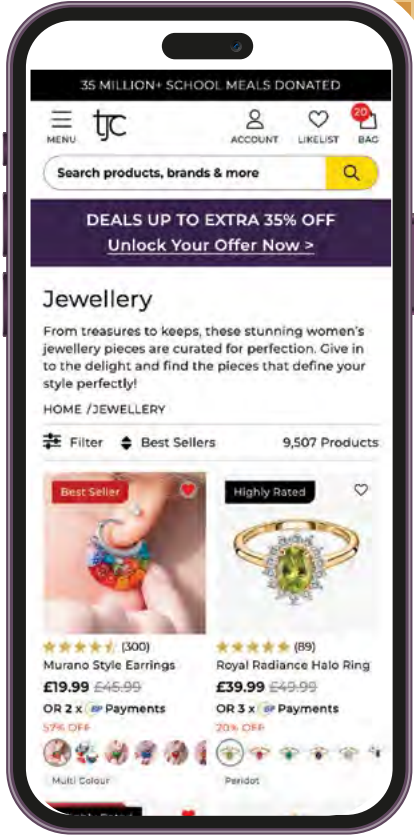 35 MILLION+ SCHOOL MEALS DONATED
MENU
tjc
ACCOUNT
LIKELIST
20
BAG
Search products, brands & more
DEALS UP TO EXTRA 35% OFF
Unlock Your Offer Now >
Jewellery
From treasures to keeps, these stunning women's
jewellery pieces are curated for perfection. Give in
to the delight and find the pieces that define your
style perfectly!
HOME /JEWELLERY
Filter
Best Sellers
9,507 Products
Best Seller
Highly Rated
(300)
(89)
Murano Style Earrings
Royal Radiance Halo Ring
£19.99 £45.99
£39.99 £49.99
OR 2 x BP Payments
OR 3 x BP Payments
57% OFF
20% OFF
Multi Colour
Peridot